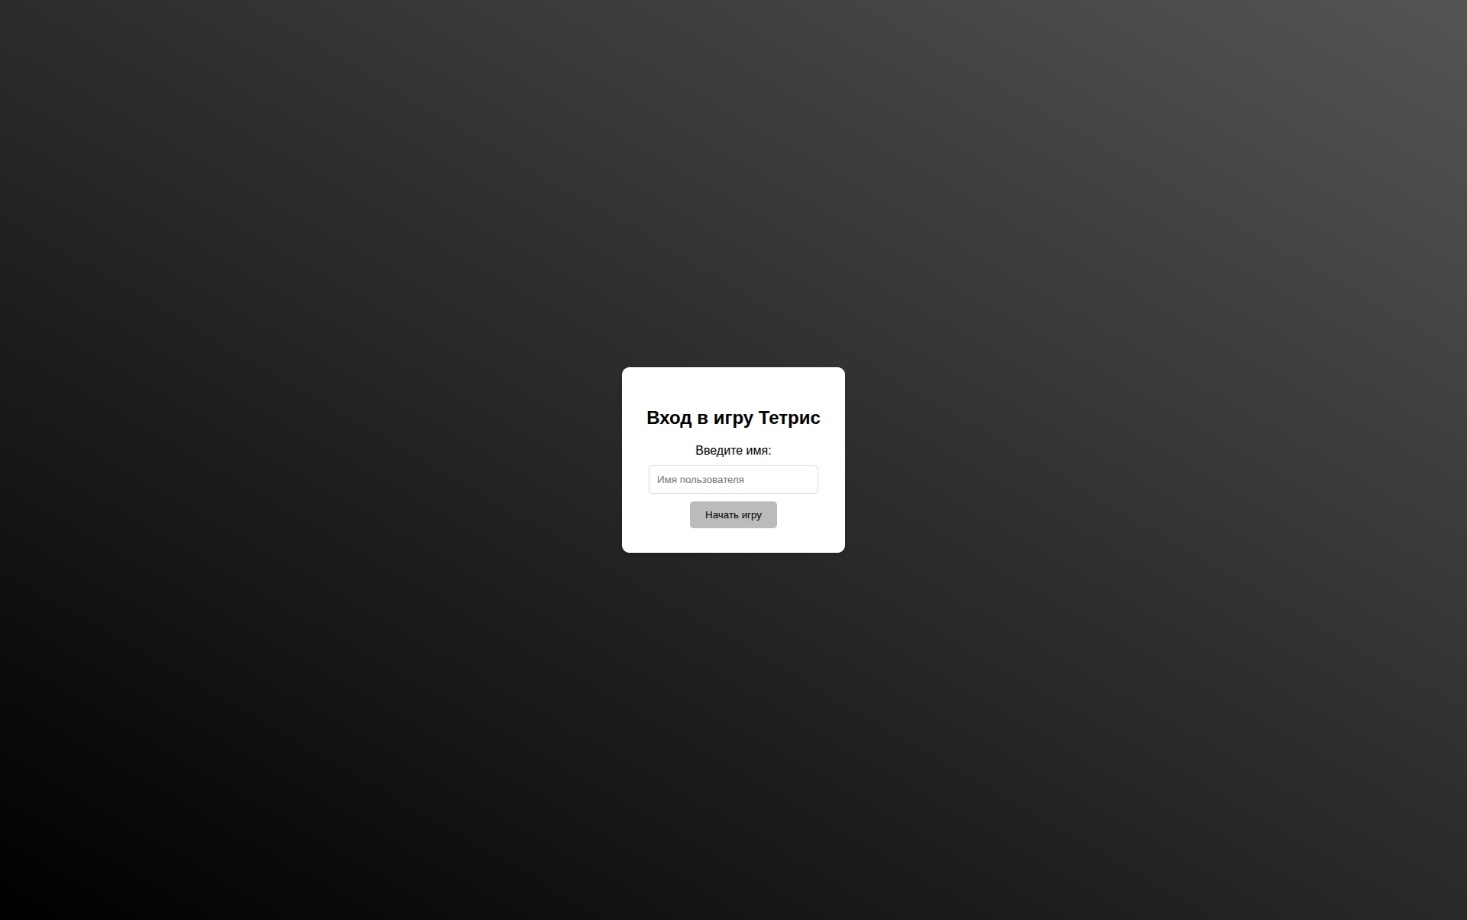 Вход в игру Тетрис
Введите имя:
Имя пользователя
Начать игру